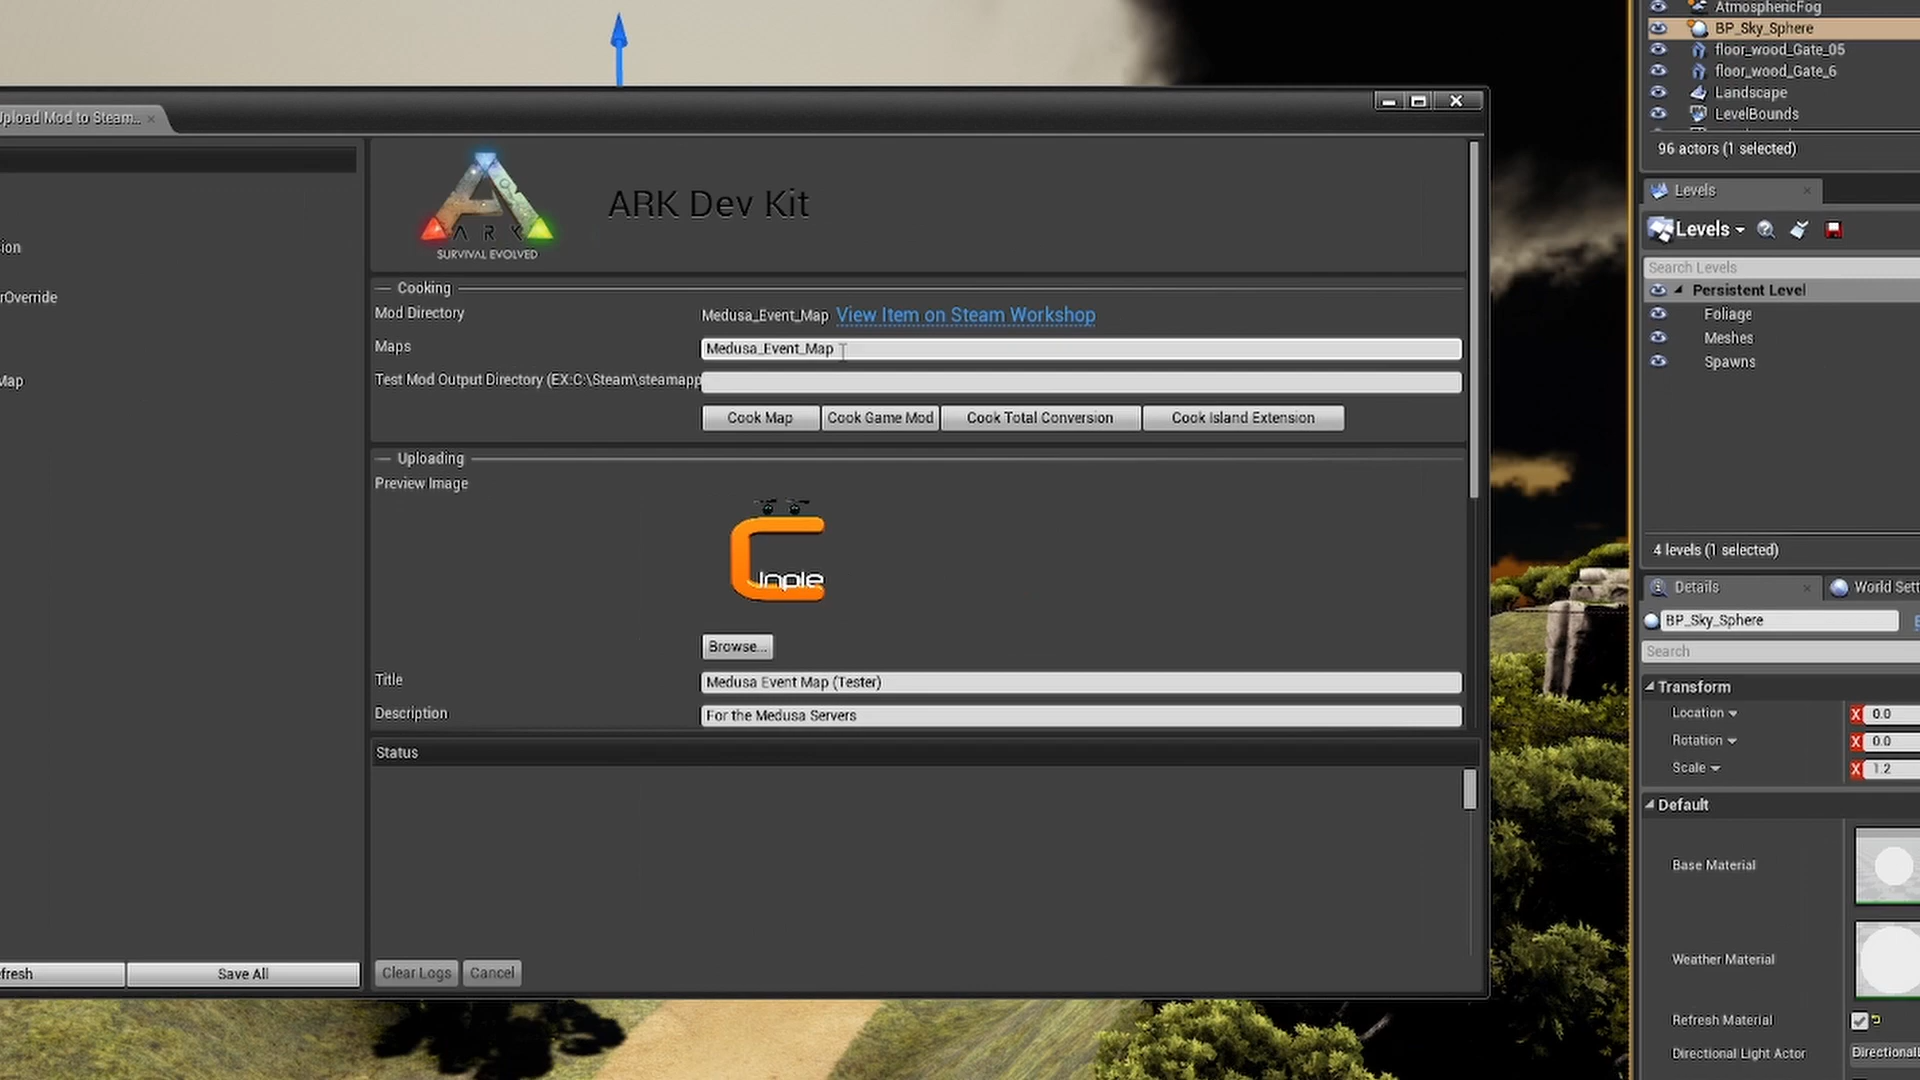 AtmosphericFog
BP_Sky_Sphere
floor_wood_Gate_05
floor_wood_Gate_6
Landscape
LevelBounds
96 actors (1 selected)
Upload Mod to Steam...
ion
rOverride
Map
efresh
Save All
ARK
SURVIVAL EVOLVED
ARK Dev Kit
Cooking
Mod Directory
Medusa_Event_Map View Item on Steam Workshop
Maps
Medusa_Event_Map
Test Mod Output Directory (EX:C:\Steam\steamapp
Cook Map
Cook Game Mod
Cook Total Conversion
Cook Island Extension
Uploading
Preview Image
Browse...
Title
Medusa Event Map (Tester)
Description
For the Medusa Servers
Status
Clear Logs
Cancel
Levels
Levels
Search Levels
Persistent Level
Foliage
Meshes
Spawns
4 levels (1 selected)
Details
World Sett
BP_Sky_Sphere
Search
Transform
Location
X 0.0
Rotation
X 0.0
Scale
X 1.2
Default
Base Material
Weather Material
Refresh Material
Directional Light Actor
DirectionalL